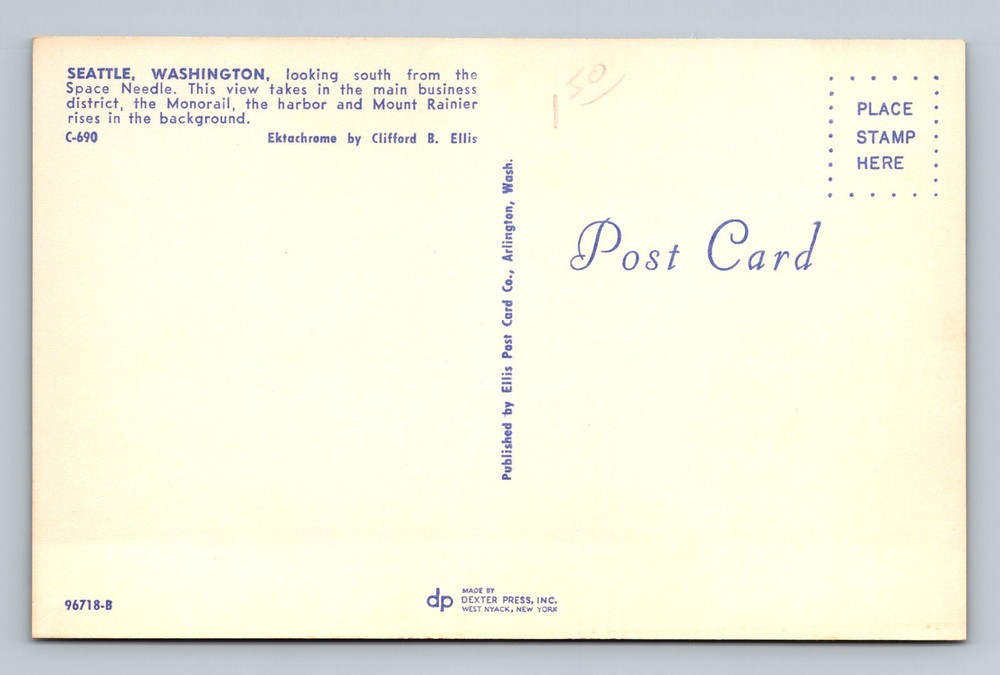 SEATTLE, WASHINGTON, looking south from the
Space Needle. This view takes in the main business
district, the Monorail, the harbor and Mount Rainier
rises in the background.
C-690 Ektachrome by Clifford B. Ellis
1 50
PLACE
STAMP
HERE
Post Card
Published by Ellis Post Card Co., Arlington, Wash.
96718-B
dp
MADE BY
DEXTER PRESS, INC.
WEST NYACK, NEW YORK